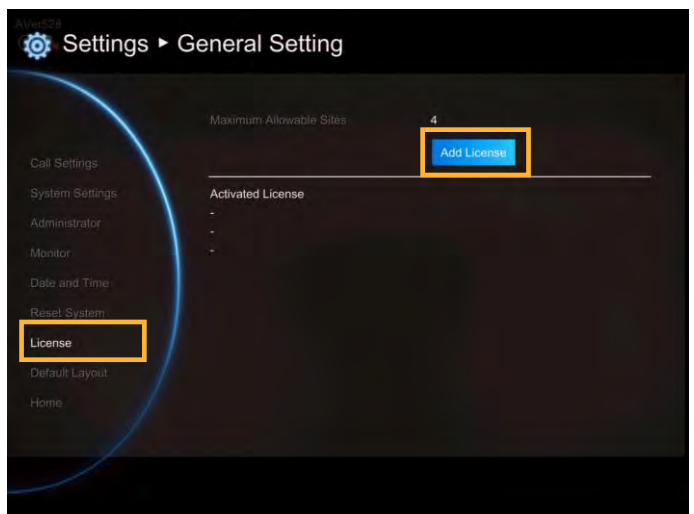 AVer528
Settings ► General Setting
Maximum Allowable Sites 4
Add License
Call Settings
System Settings
Administrator
Monitor
Date and Time
Reset System
License
Default Layout
Home
Activated License
-
-
-